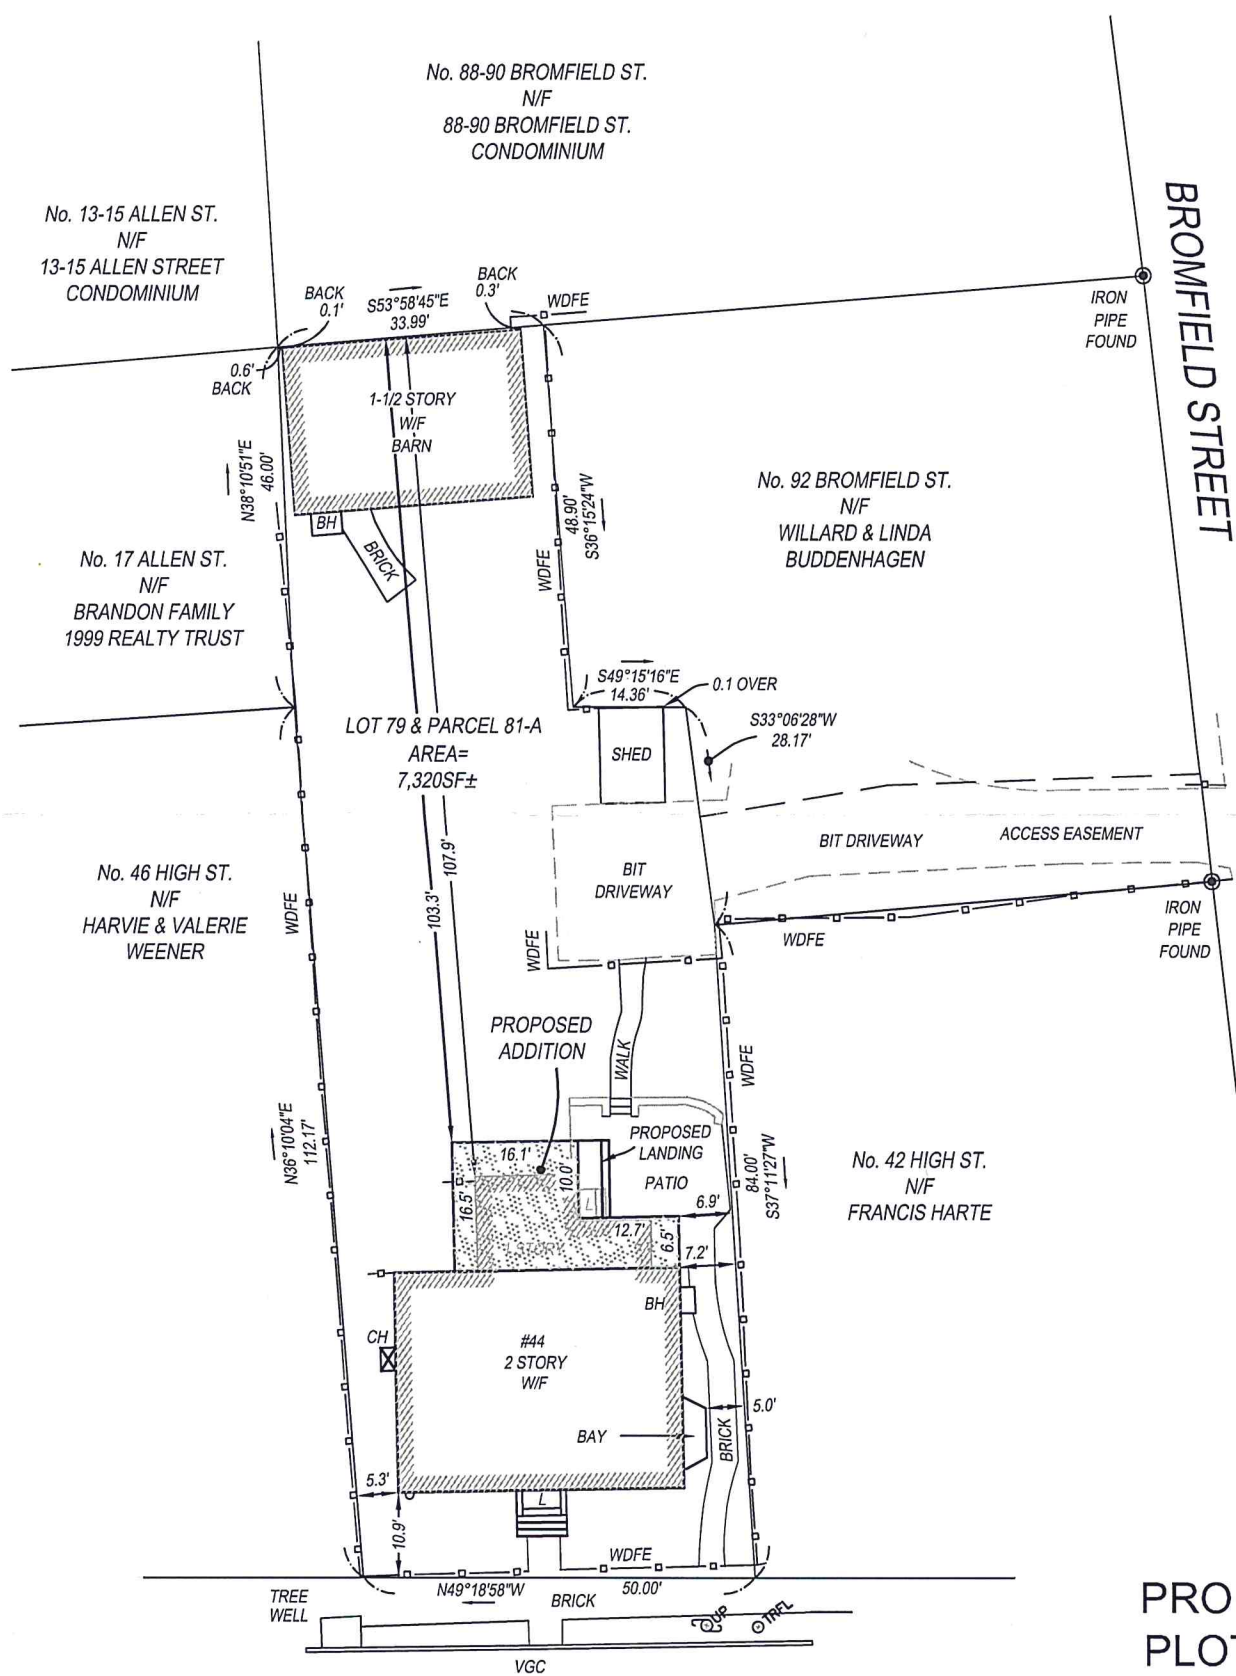 No. 88-90 BROMFIELD ST.
N/F
88-90 BROMFIELD ST.
CONDOMINIUM
BROMFIELD STREET
No. 13-15 ALLEN ST.
N/F
13-15 ALLEN STREET
CONDOMINIUM
BACK
0.1'
S53°58'45"E
33.99'
BACK
0.3'
WDFE
IRON
PIPE
FOUND
0.6'
BACK
1-1/2 STORY
W/F
BARN
N38°10'51"E
46.00'
BH
BRICK
WDFE
48.90'
S36°15'24"W
No. 92 BROMFIELD ST.
N/F
WILLARD & LINDA
BUDDENHAGEN
No. 17 ALLEN ST.
N/F
BRANDON FAMILY
1999 REALTY TRUST
S49°15'16"E
14.36'
0.1 OVER
S33°06'28"W
28.17'
LOT 79 & PARCEL 81-A
AREA=
7,320SF±
SHED
103.3'
107.9'
BIT
DRIVEWAY
BIT DRIVEWAY
ACCESS EASEMENT
No. 46 HIGH ST.
N/F
HARVIE & VALERIE
WEENER
WDFE
WDFE
WDFE
IRON
PIPE
FOUND
PROPOSED
ADDITION
WALK
WDFE
N36°10'04"E
112.17'
16.1'
10.0'
16.5'
PROPOSED
LANDING
PATIO
L
84.00'
S37°11'27"W
No. 42 HIGH ST.
N/F
FRANCIS HARTE
6.9'
12.7'
6.5'
7.2'
1 STORY
BH
CH
#44
2 STORY
W/F
BAY
BRICK
5.0'
5.3'
10.9'
L
WDFE
N49°18'58"W
50.00'
TREE
WELL
BRICK
UP
TRFL
VGC
PRO
PLOT